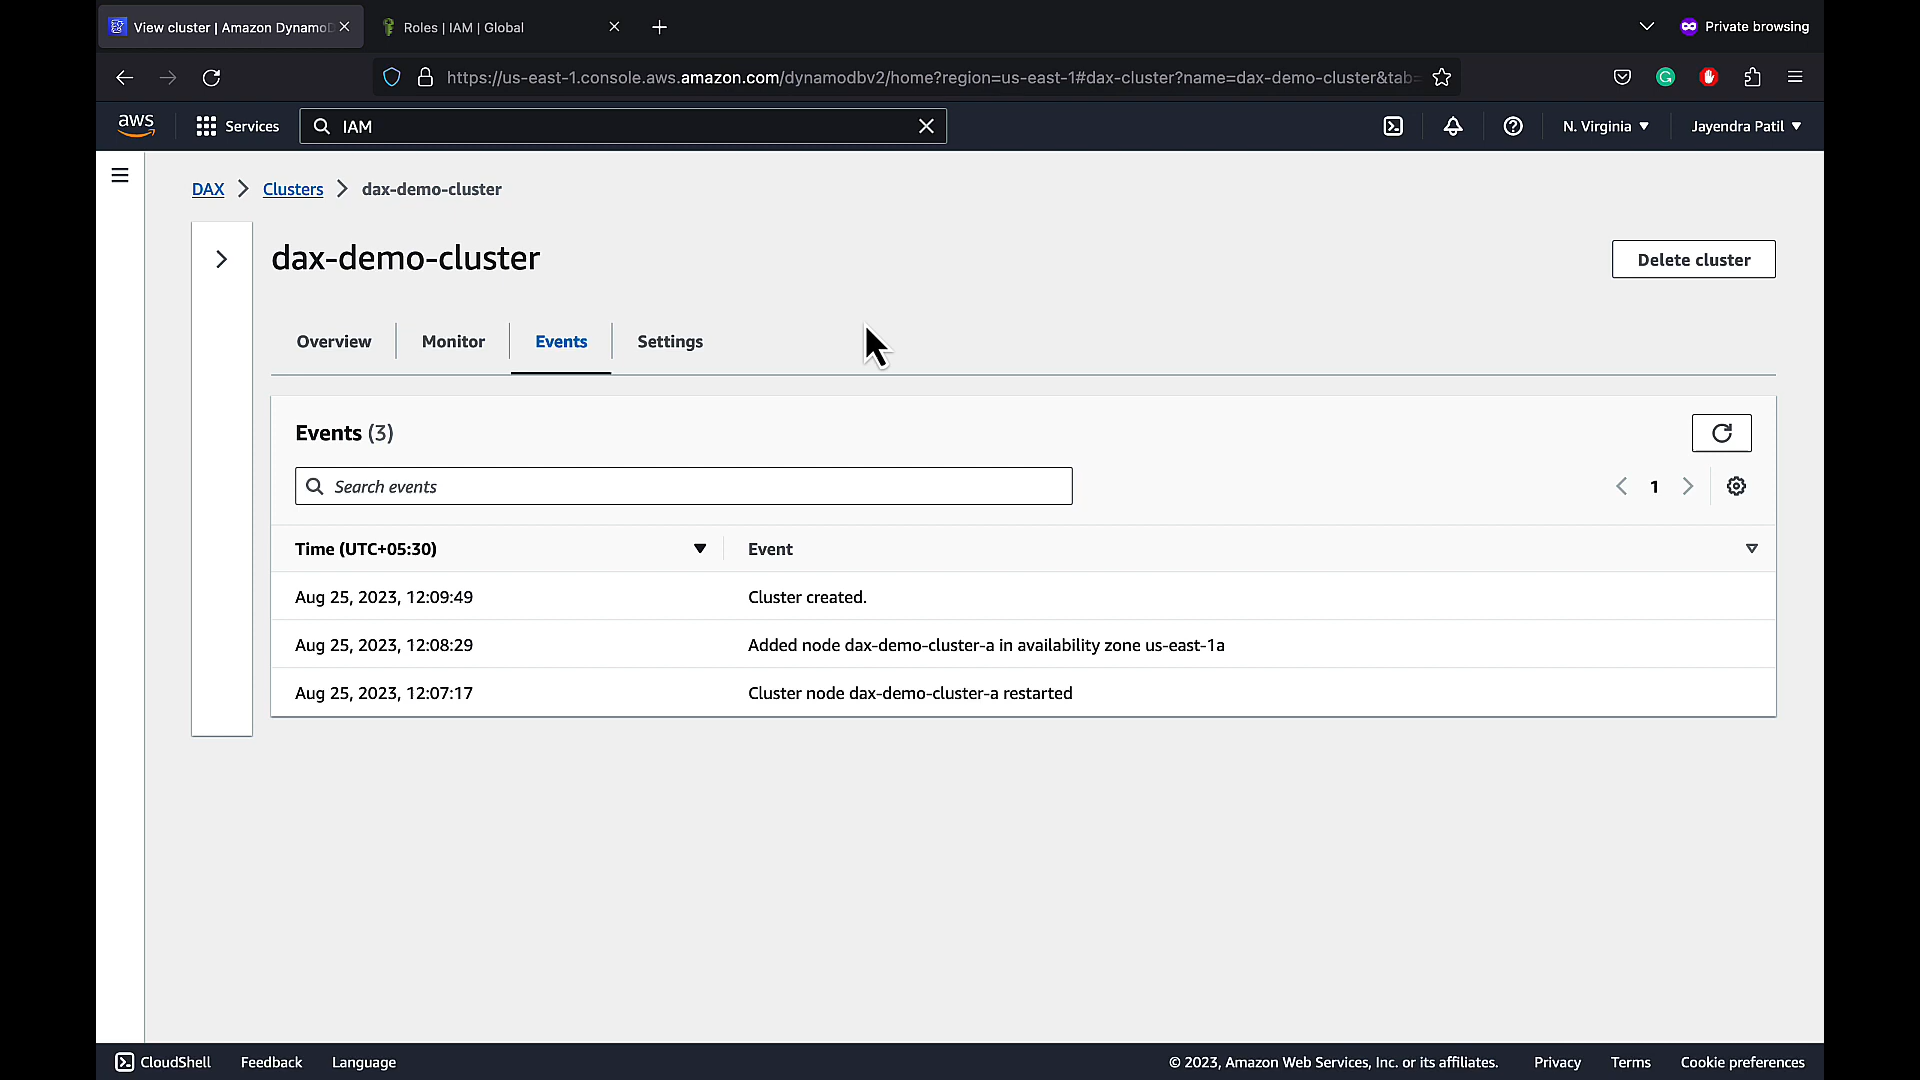 View cluster | Amazon DynamoD
Roles | IAM | Global
Private browsing
https://us-east-1.console.aws.amazon.com/dynamodbv2/home?region=us-east-1#dax-cluster?name=dax-demo-cluster&tab=
aws
Services
IAM
N. Virginia
Jayendra Patil
DAX
Clusters
dax-demo-cluster
dax-demo-cluster
Delete cluster
Overview
Monitor
Events
Settings
Events (3)
Search events
1
Time (UTC+05:30)
Event
Aug 25, 2023, 12:09:49
Cluster created.
Aug 25, 2023, 12:08:29
Added node dax-demo-cluster-a in availability zone us-east-1a
Aug 25, 2023, 12:07:17
Cluster node dax-demo-cluster-a restarted
CloudShell
Feedback
Language
© 2023, Amazon Web Services, Inc. or its affiliates.
Privacy
Terms
Cookie preferences